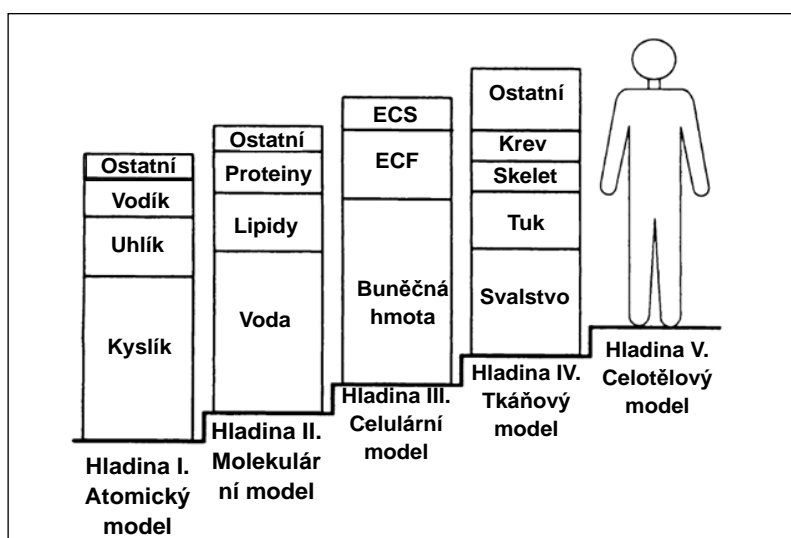 Ostatní
Vodík
Uhlík
Kyslík
Hladina I.
Atomický
model
Ostatní
Proteiny
Lipidy
Voda
Hladina II.
Molekulár
ní model
ECS
ECF
Buněčná
hmota
Hladina III.
Celulární
model
Ostatní
Krev
Skelet
Tuk
Svalstvo
Hladina IV.
Tkáňový
model
Hladina V.
Celotělový
model